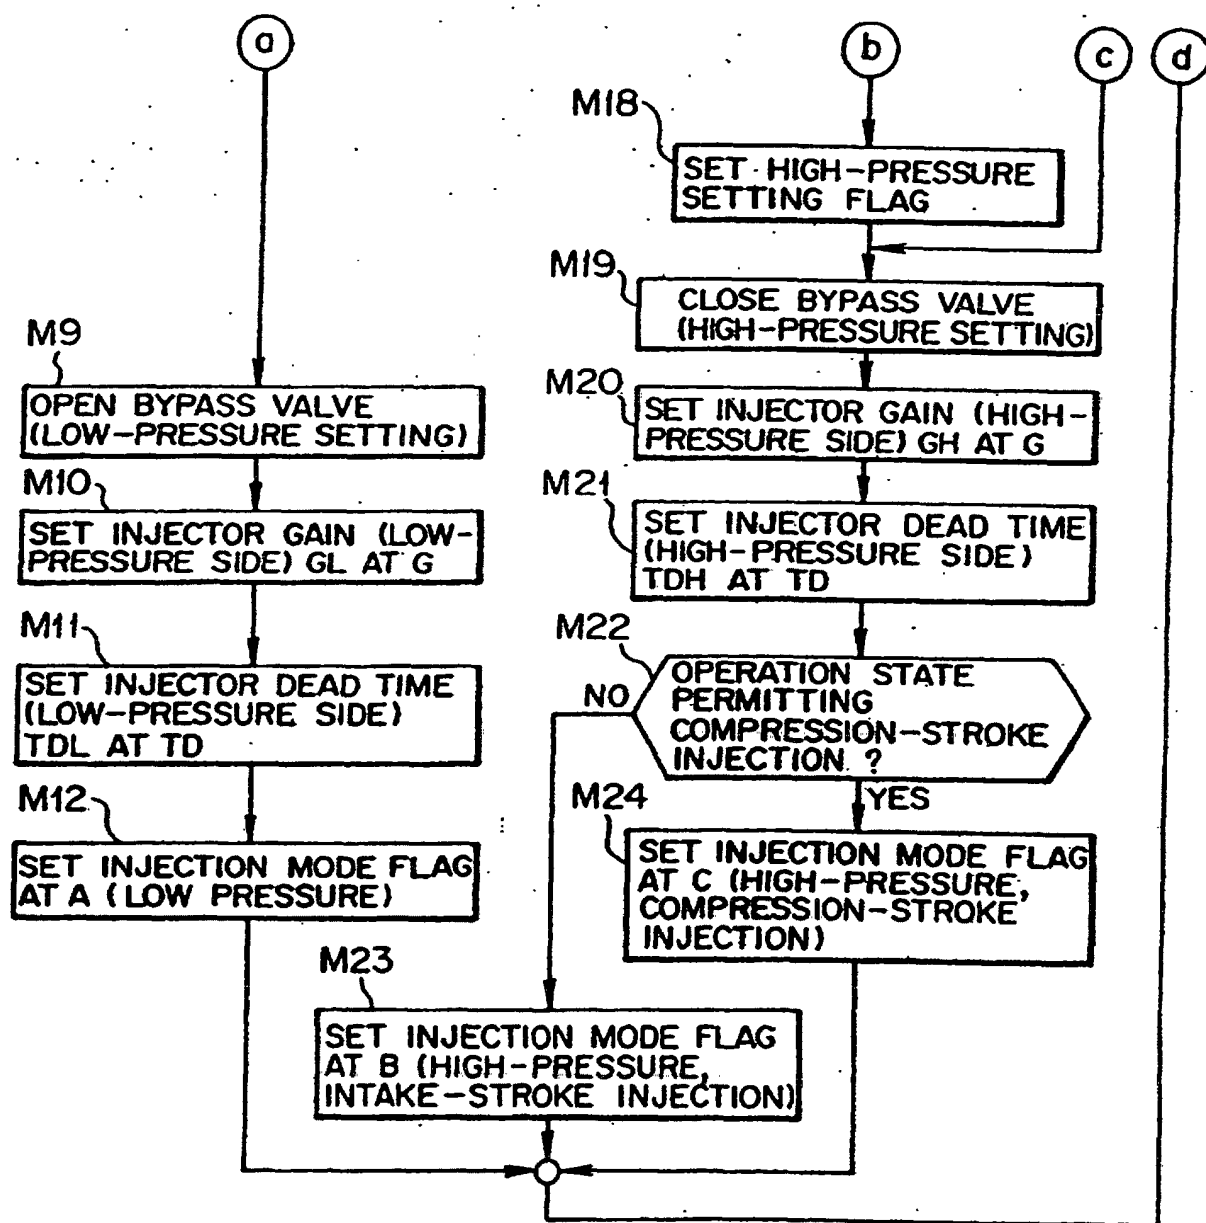 a
b
c
d
M18
SET HIGH-PRESSURE
SETTING FLAG
M19
CLOSE BYPASS VALVE
(HIGH-PRESSURE SETTING)
M9
OPEN BYPASS VALVE
(LOW-PRESSURE SETTING)
M20
SET INJECTOR GAIN (HIGH-
PRESSURE SIDE) GH AT G
M10
SET INJECTOR GAIN (LOW-
PRESSURE SIDE) GL AT G
M21
SET INJECTOR DEAD TIME
(HIGH-PRESSURE SIDE)
TDH AT TD
M11
SET INJECTOR DEAD TIME
(LOW-PRESSURE SIDE)
TDL AT TD
M22
OPERATION STATE
PERMITTING
COMPRESSION-STROKE
INJECTION ?
NO
YES
M12
SET INJECTION MODE FLAG
AT A (LOW PRESSURE)
M24
SET INJECTION MODE FLAG
AT C (HIGH-PRESSURE,
COMPRESSION-STROKE
INJECTION)
M23
SET INJECTION MODE FLAG
AT B (HIGH-PRESSURE,
INTAKE-STROKE INJECTION)